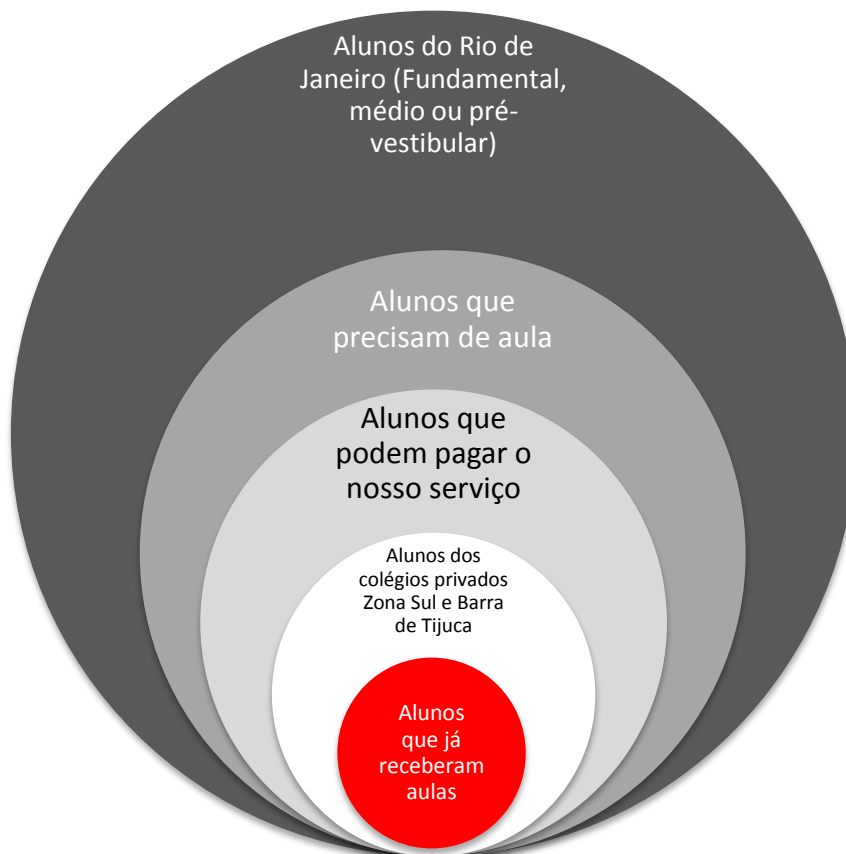 Alunos do Rio de
Janeiro (Fundamental,
médio ou pré-
vestibular)
Alunos que
precisam de aula
Alunos que
podem pagar o
nosso serviço
Alunos dos
colégios privados
Zona Sul e Barra
de Tijuca
Alunos
que já
receberam
aulas